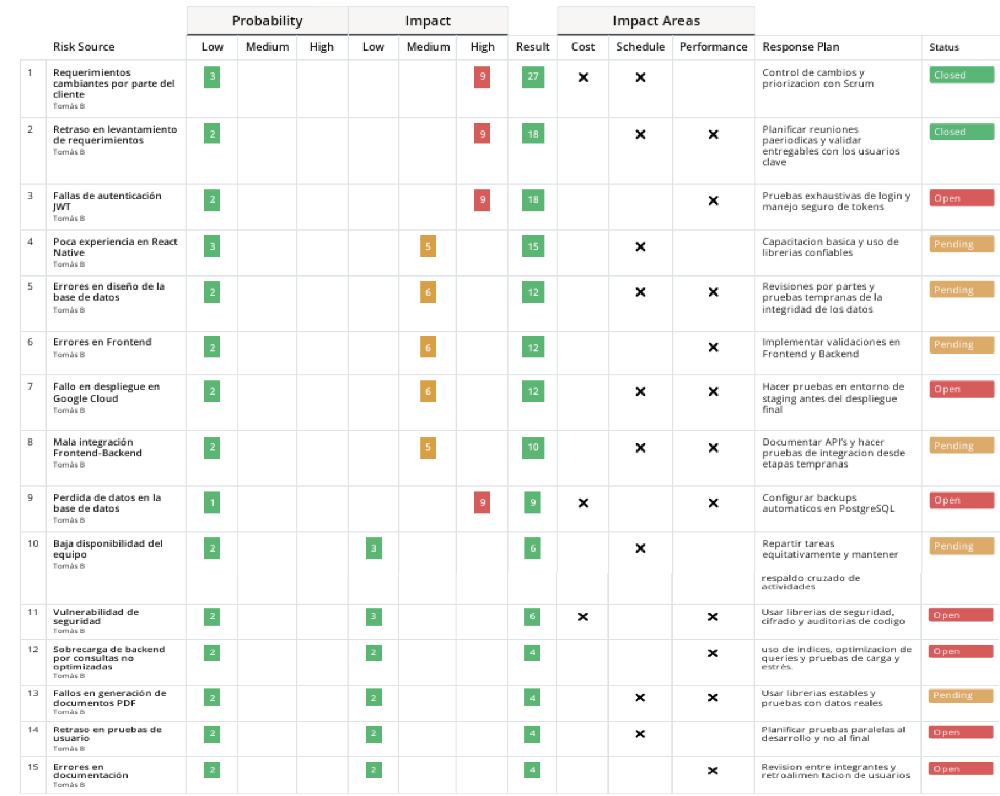 Probability Impact Impact Areas
Risk Source Low Medium High Low Medium High Result Cost Schedule Performance Response Plan Status
1 Requerimientos 3 9 27 ✕ ✕ Control de cambios y Closed
cambiantes por parte del priorizacion con Scrum
cliente
Tomás B
2 Retraso en levantamiento 2 9 18 ✕ ✕ Planificar reuniones Closed
de requerimientos paeriodicas y validar
Tomás B entregables con los usuarios
clave
3 Fallas de autenticación 2 9 18 ✕ Pruebas exhaustivas de login y Open
JWT manejo seguro de tokens
Tomás B
4 Poca experiencia en React 3 5 15 ✕ Capacitacion basica y uso de Pending
Native librerias confiables
Tomás B
5 Errores en diseño de la 2 6 12 ✕ ✕ Revisiones por partes y Pending
base de datos pruebas tempranas de la
Tomás B integridad de los datos
6 Errores en Frontend 2 6 12 ✕ Implementar validaciones en Pending
Tomás B Frontend y Backend
7 Fallo en despliegue en 2 6 12 ✕ ✕ Hacer pruebas en entorno de Open
Google Cloud staging antes del despliegue
Tomás B final
8 Mala integración 2 5 10 ✕ ✕ Documentar API's y hacer Pending
Frontend-Backend pruebas de integracion desde
Tomás B etapas tempranas
9 Perdida de datos en la 1 9 9 ✕ ✕ Configurar backups Open
base de datos automaticos en PostgreSQL
Tomás B
10 Baja disponibilidad del 2 3 6 ✕ Repartir tareas Pending
equipo equitativamente y mantener
Tomás B
respaldo cruzado de
actividades
11 Vulnerabilidad de 2 3 6 ✕ ✕ Usar librerias de seguridad, Open
seguridad cifrado y auditorias de codigo
Tomás B
12 Sobrecarga de backend 2 2 4 ✕ uso de indices, optimizacion de Open
por consultas no queries y pruebas de carga y
optimizadas estrés.
Tomás B
13 Fallos en generación de 2 2 4 ✕ ✕ Usar librerias estables y Pending
documentos PDF pruebas con datos reales
Tomás B
14 Retraso en pruebas de 2 2 4 ✕ Planificar pruebas paralelas al Open
usuario desarrollo y no al final
Tomás B
15 Errores en 2 2 4 ✕ Revision entre integrantes y Open
documentación retroalimen tacion de usuarios
Tomás B